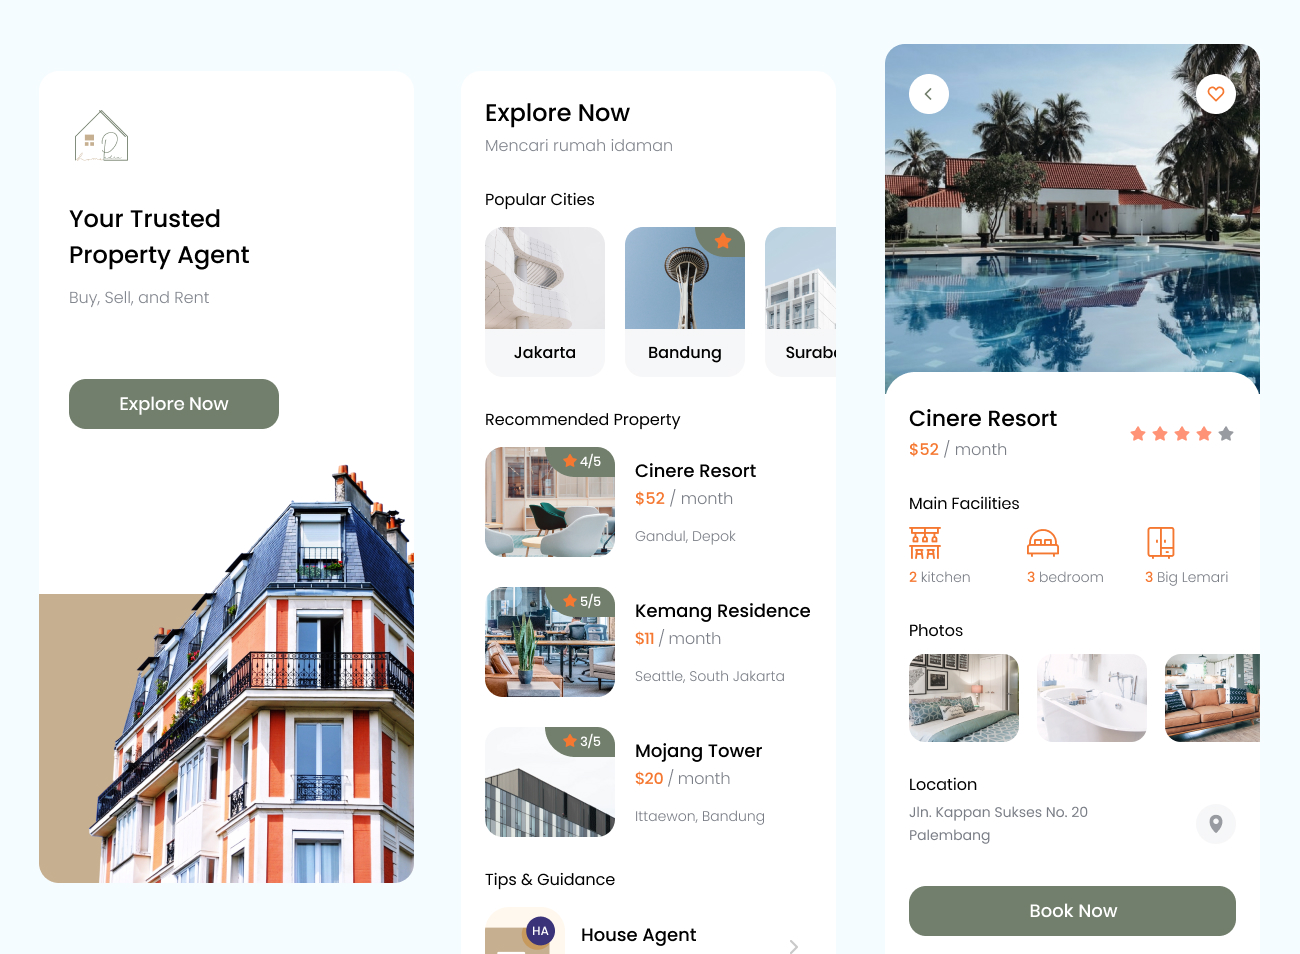 Your Trusted
Property Agent
Buy, Sell, and Rent
Explore Now
Explore Now
Mencari rumah idaman
Popular Cities
Jakarta
Bandung
Recommended Property
4/5
Cinere Resort
$52 / month
Gandul, Depok
5/5
Kemang Residence
$11 / month
Seattle, South Jakarta
3/5
Mojang Tower
$20 / month
Ittaewon, Bandung
Tips & Guidance
HA
House Agent
Cinere Resort
$52 / month
Main Facilities
2 kitchen
3 bedroom
3 Big Lemari
Photos
Location
Jln. Kappan Sukses No. 20
Palembang
Book Now